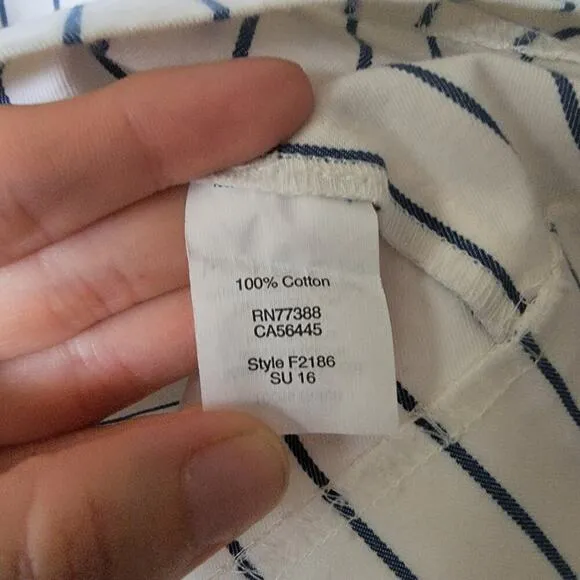 100% Cotton
RN77388
CA56445
Style F2186
SU 16